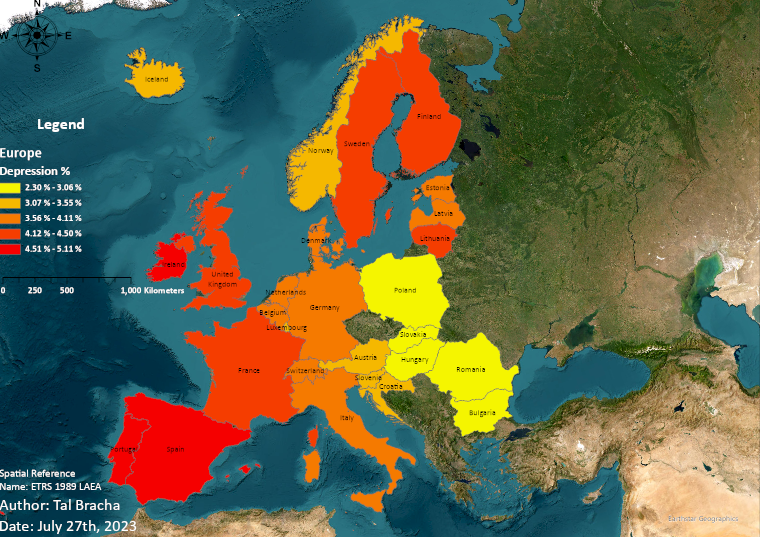 N
W
E
S
Iceland
Legend
Europe
Depression %
2.30 % - 3.06 %
3.07 % - 3.55 %
3.56 % - 4.11 %
4.12 % - 4.50 %
4.51 % - 5.11 %
0 250 500 1,000 Kilometers
Norway
Sweden
Finland
Estonia
Latvia
Lithuania
Denmark
Ireland
United
Kingdom
Netherlands
Belgium
Luxembourg
Germany
Poland
Slovakia
France
Switzerland
Austria
Hungary
Slovenia
Croatia
Romania
Bulgaria
Italy
Portugal
Spain
Spatial Reference
Name: ETRS 1989 LAEA
Author: Tal Bracha
Date: July 27th, 2023
Earthstar Geographics